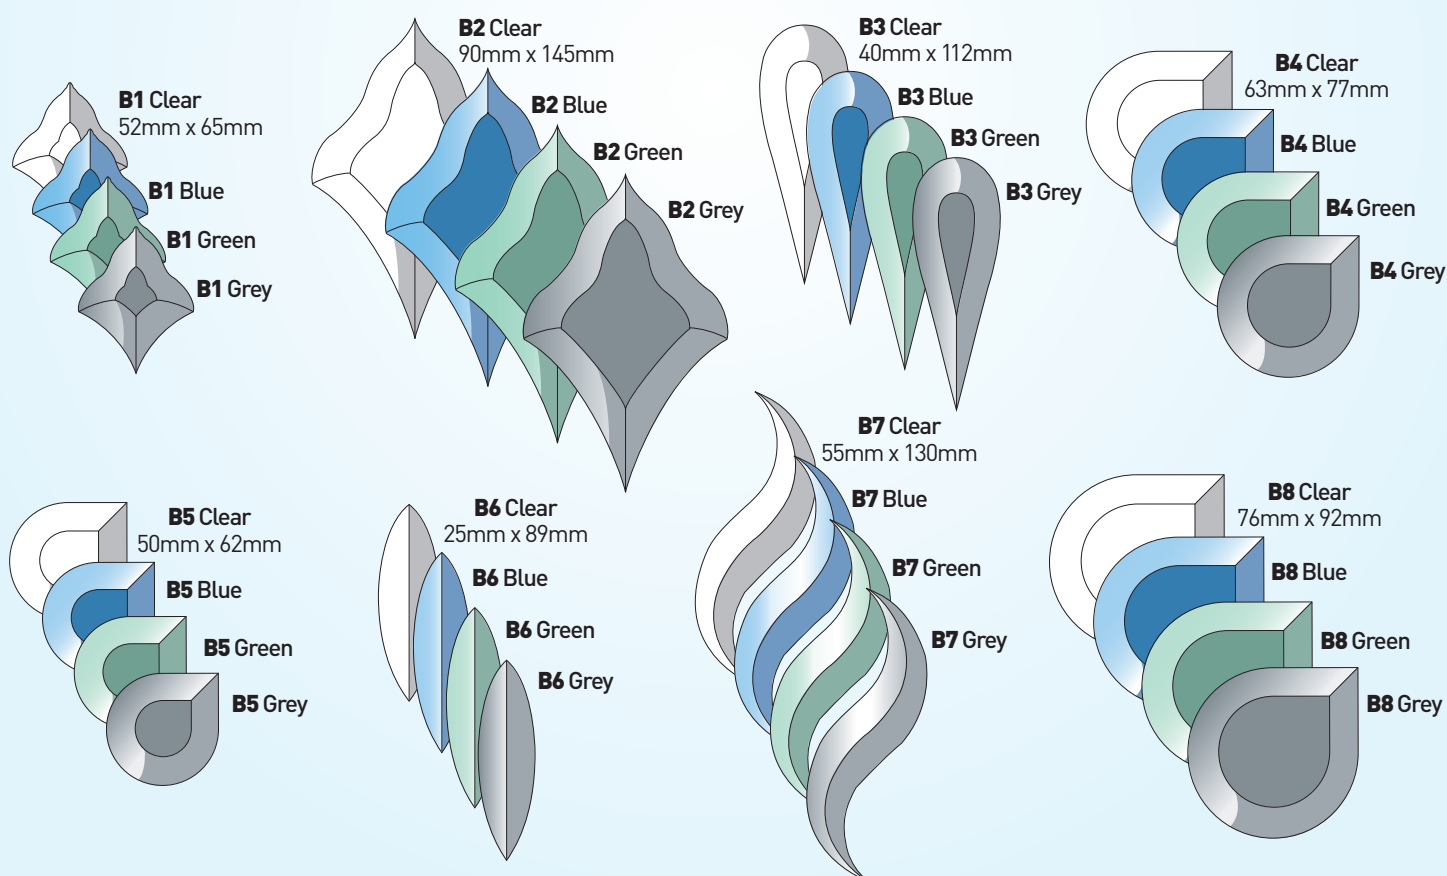 B1 Clear
52mm x 65mm
B1 Blue
B1 Green
B1 Grey
B2 Clear
90mm x 145mm
B2 Blue
B2 Green
B2 Grey
B3 Clear
40mm x 112mm
B3 Blue
B3 Green
B3 Grey
B4 Clear
63mm x 77mm
B4 Blue
B4 Green
B4 Grey
B5 Clear
50mm x 62mm
B5 Blue
B5 Green
B5 Grey
B6 Clear
25mm x 89mm
B6 Blue
B6 Green
B6 Grey
B7 Clear
55mm x 130mm
B7 Blue
B7 Green
B7 Grey
B8 Clear
76mm x 92mm
B8 Blue
B8 Green
B8 Grey